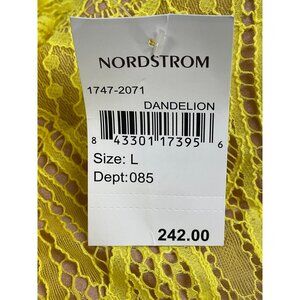 NORDSTROM
1747-2071
DANDELION
8 43301 17395 6
Size: L
Dept:085
242.00